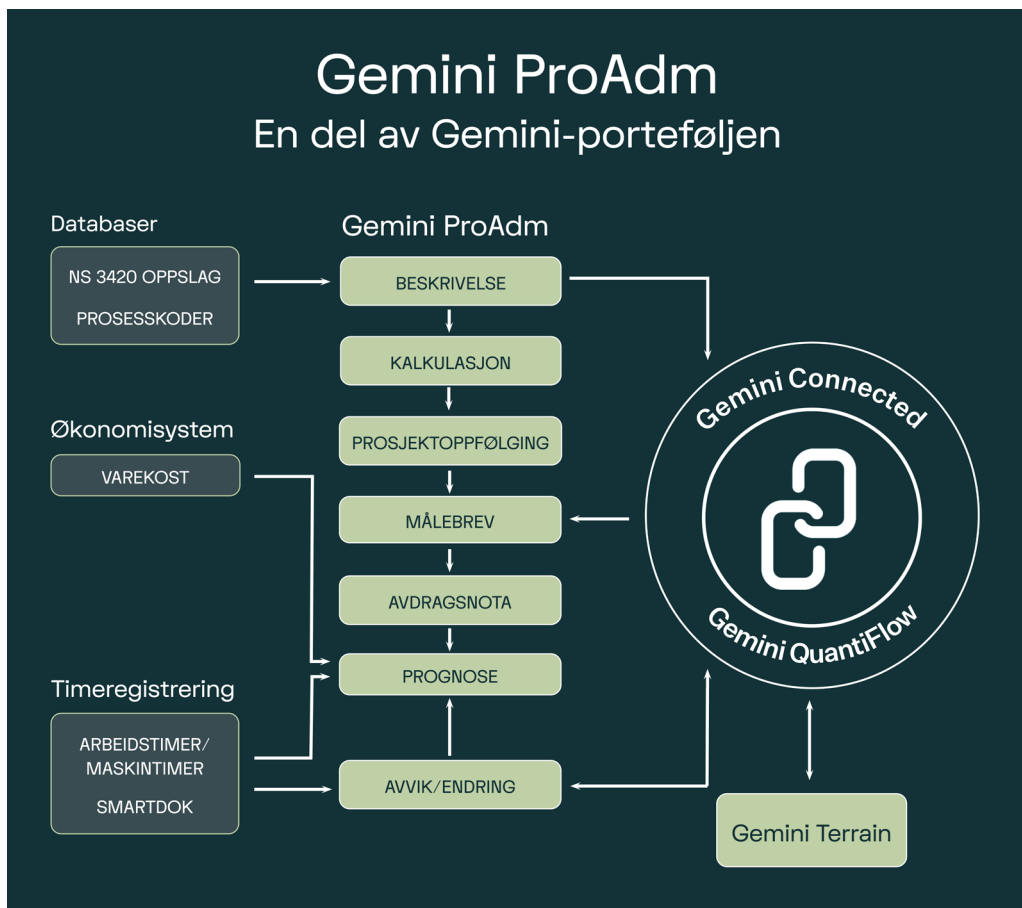 Gemini ProAdm
En del av Gemini-porteføljen
Databaser
NS 3420 OPPSLAG
PROSESSKODER
Økonomisystem
VAREKOST
Timeregistrering
ARBEIDSTIMER/
MASKINTIMER
SMARTDOK
Gemini ProAdm
BESKRIVELSE
KALKULASJON
PROSJEKTOPPFØLGING
MÅLEBREV
AVDRAGSNOTA
PROGNOSE
AVVIK/ENDRING
Gemini Connected
Gemini QuantiFlow
Gemini Terrain